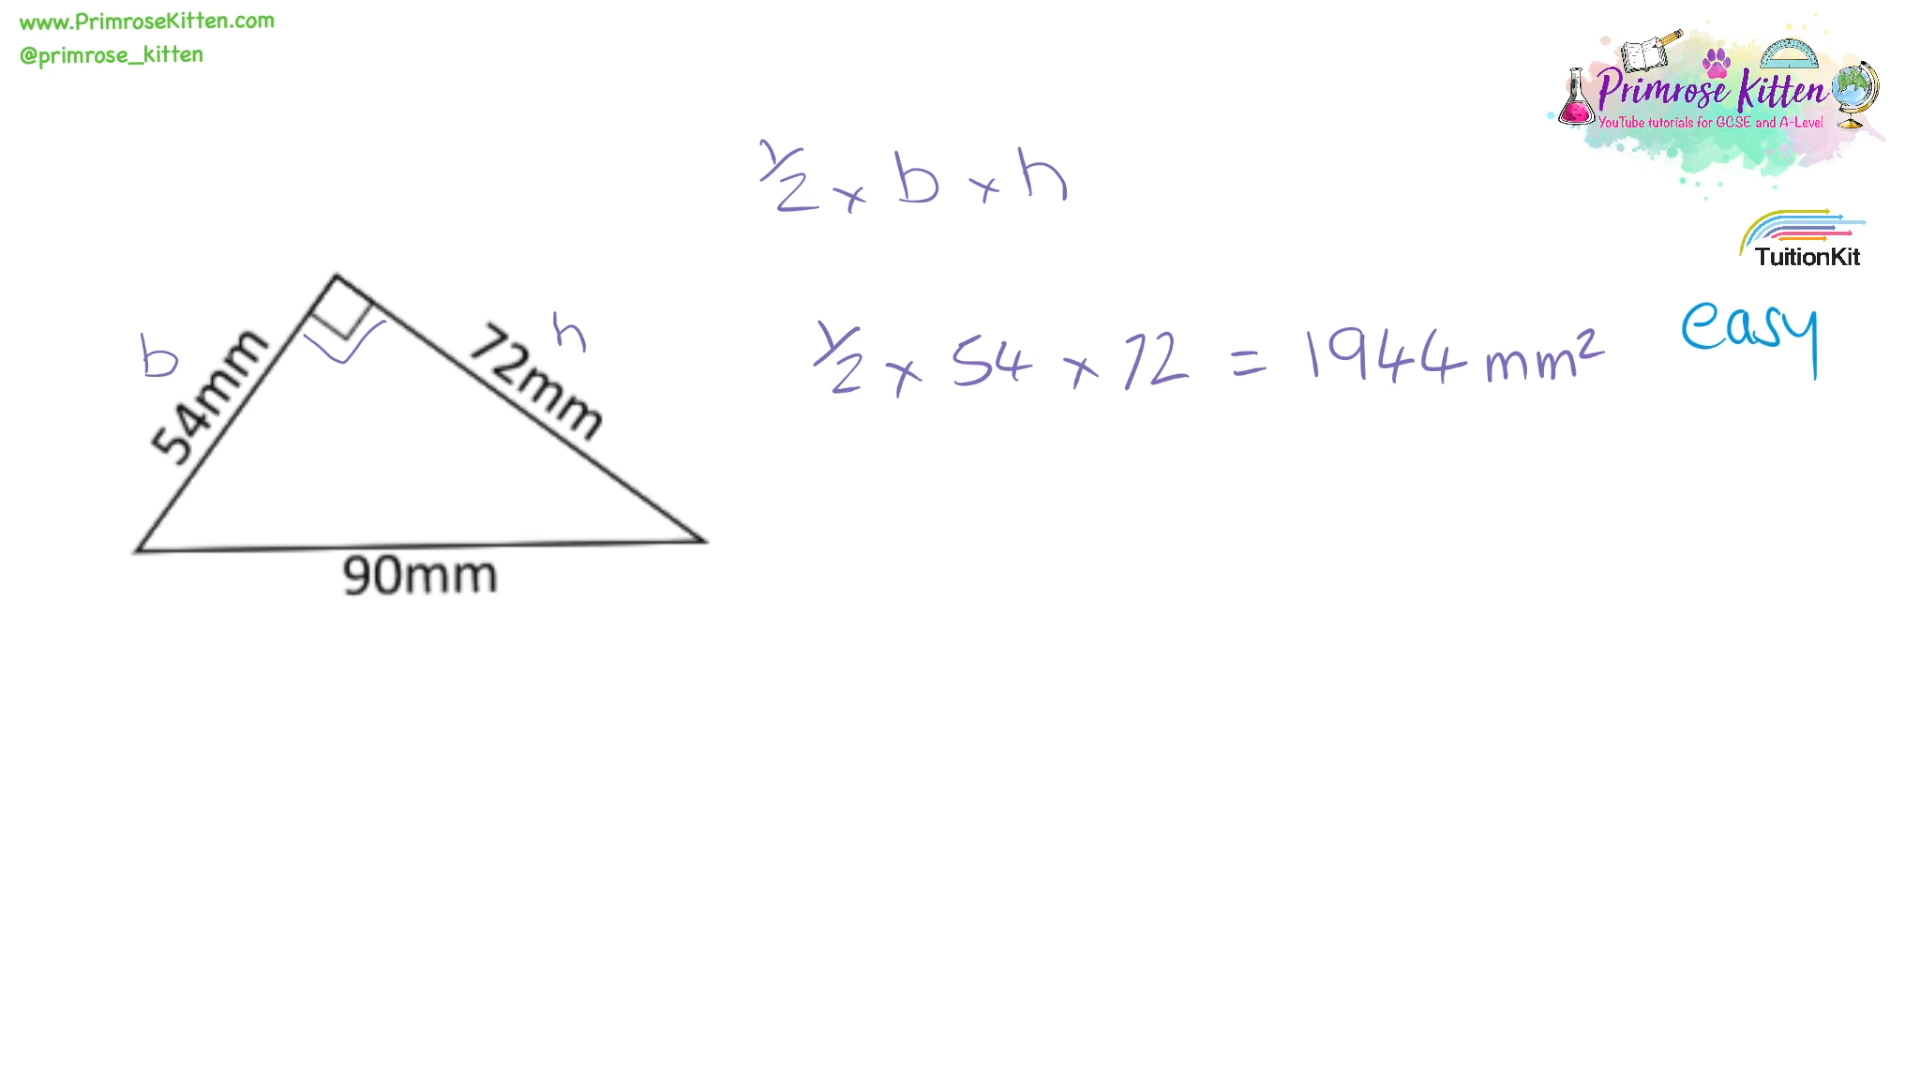 www.PrimroseKitten.com
@primrose_kitten
Primrose Kitten
YouTube tutorials for GCSE and A-Level
TuitionKit
½ x b x h
b
54mm
72mm
h
90mm
½ x 54 x 72 = 1944 mm²
easy